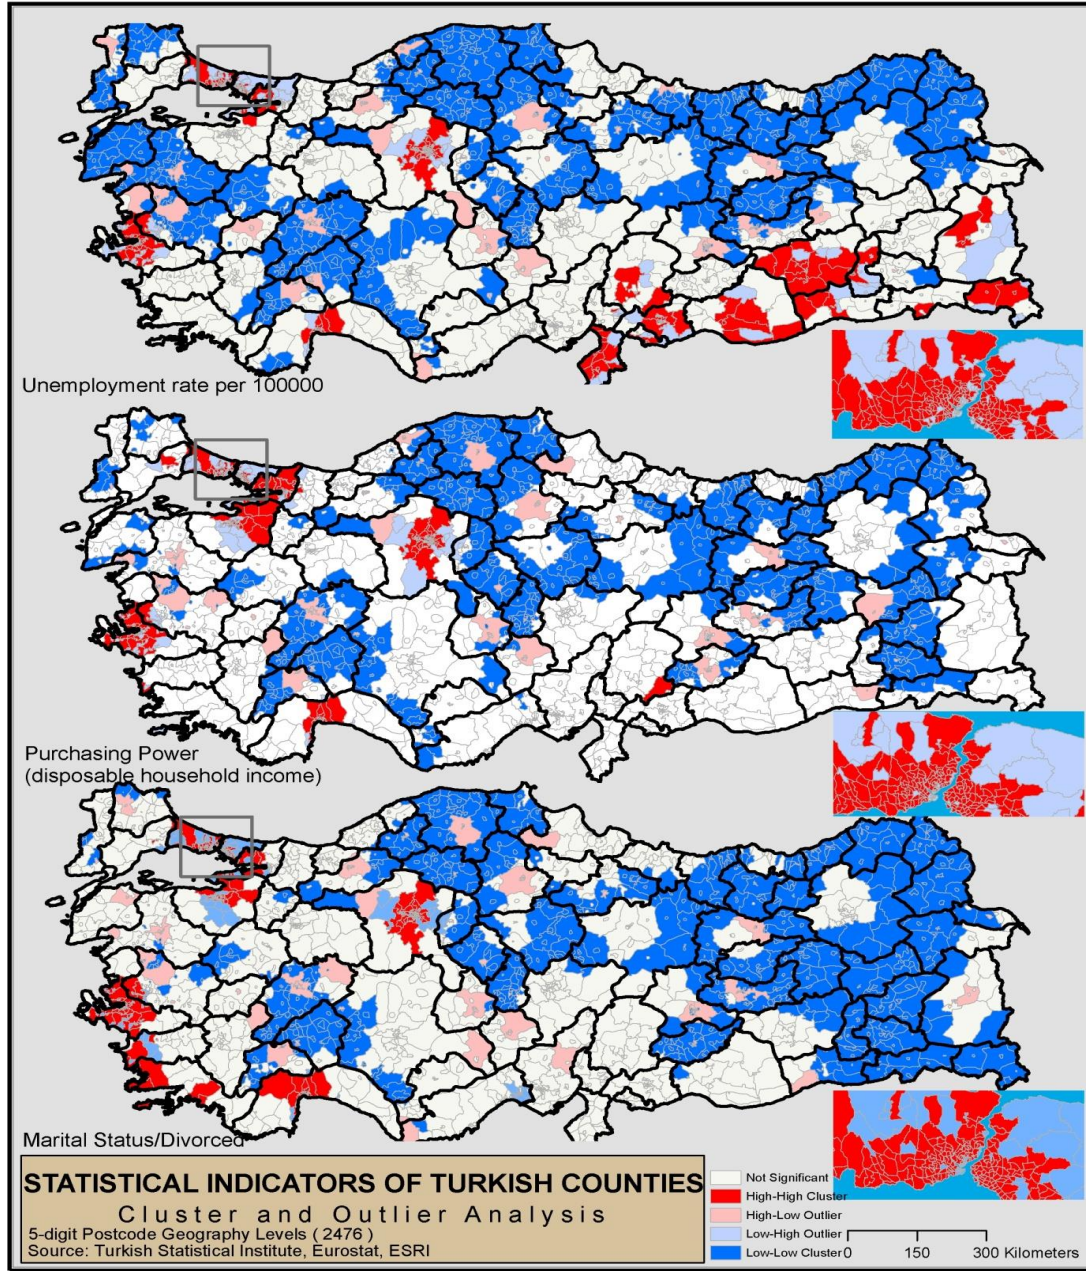 Unemployment rate per 100000
Purchasing Power
(disposable household income)
Marital Status/Divorced
STATISTICAL INDICATORS OF TURKISH COUNTIES
Cluster and Outlier Analysis
5-digit Postcode Geography Levels ( 2476 )
Source: Turkish Statistical Institute, Eurostat, ESRI
Not Significant
High-High Cluster
High-Low Outlier
Low-High Outlier
Low-Low Cluster
0 150 300 Kilometers